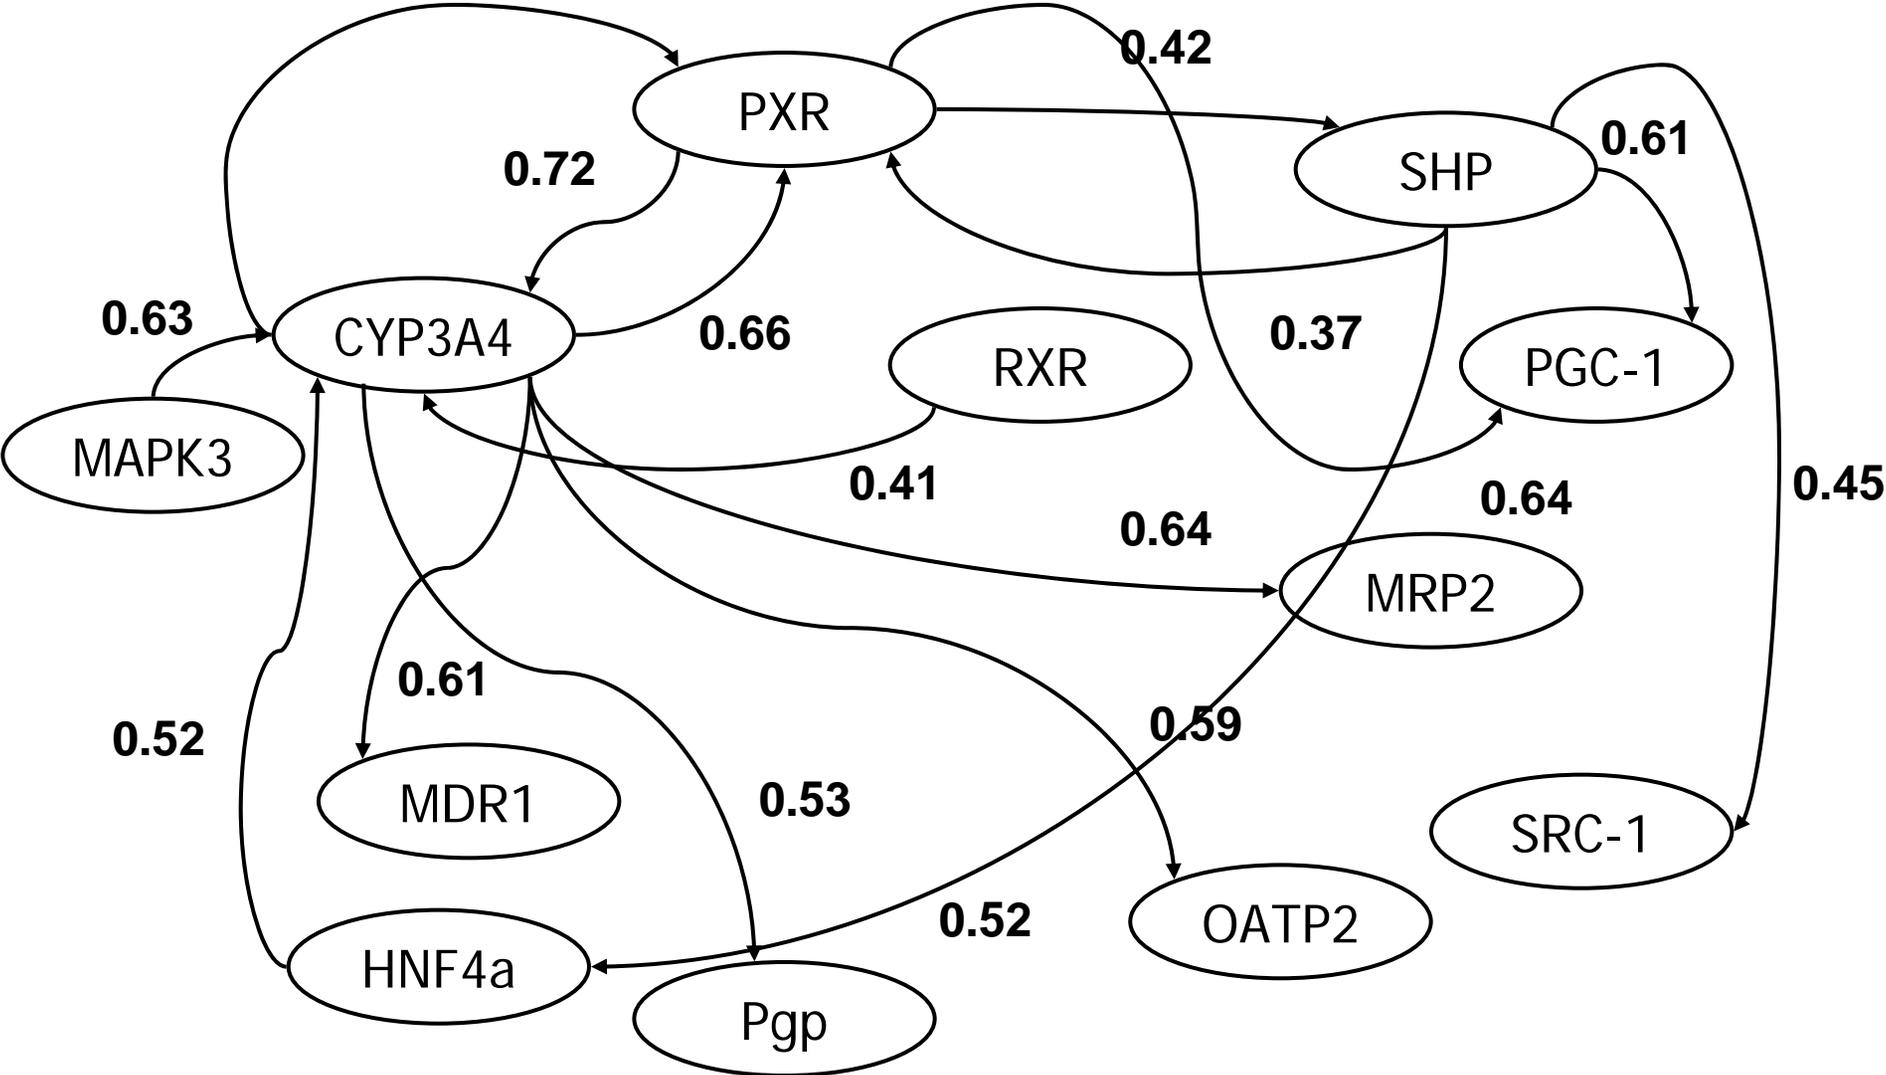 0.42
PXR
0.61
SHP
0.72
0.63
CYP3A4
0.66
0.37
RXR
PGC-1
MAPK3
0.41
0.64
0.45
0.64
MRP2
0.61
0.59
0.52
0.53
MDR1
SRC-1
0.52
OATP2
HNF4a
Pgp